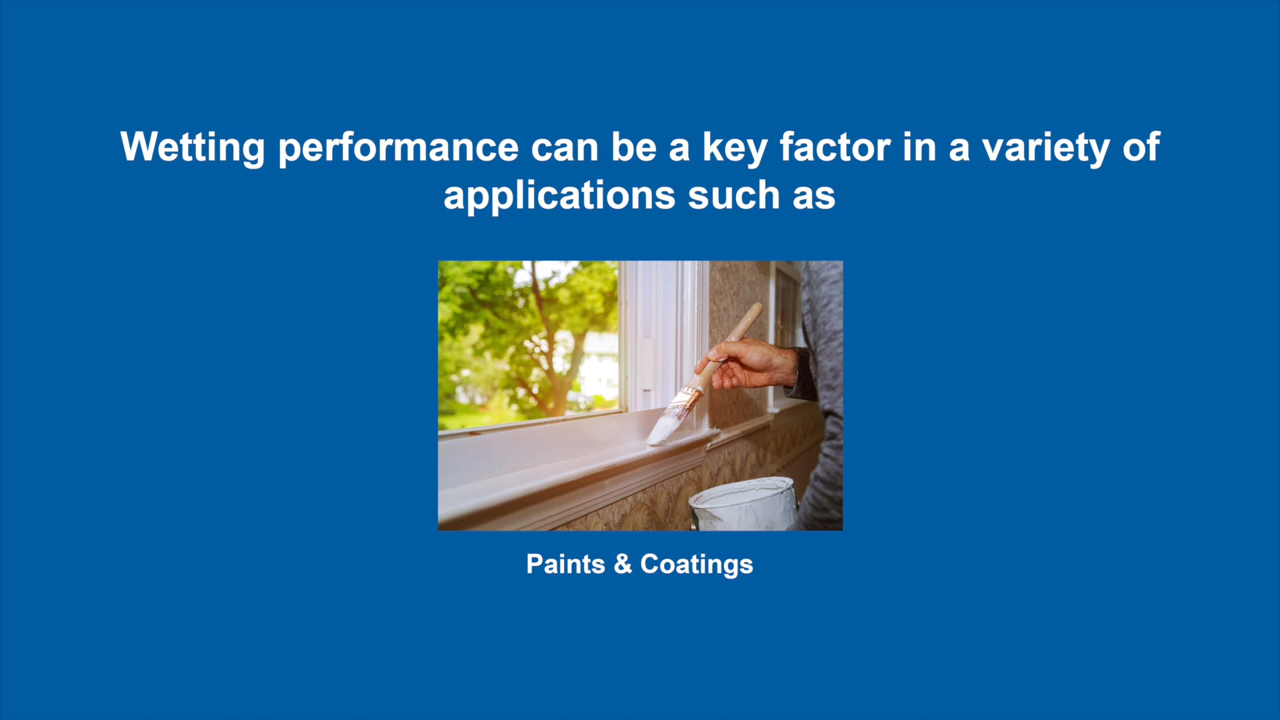 Wetting performance can be a key factor in a variety of
applications such as
Paints & Coatings